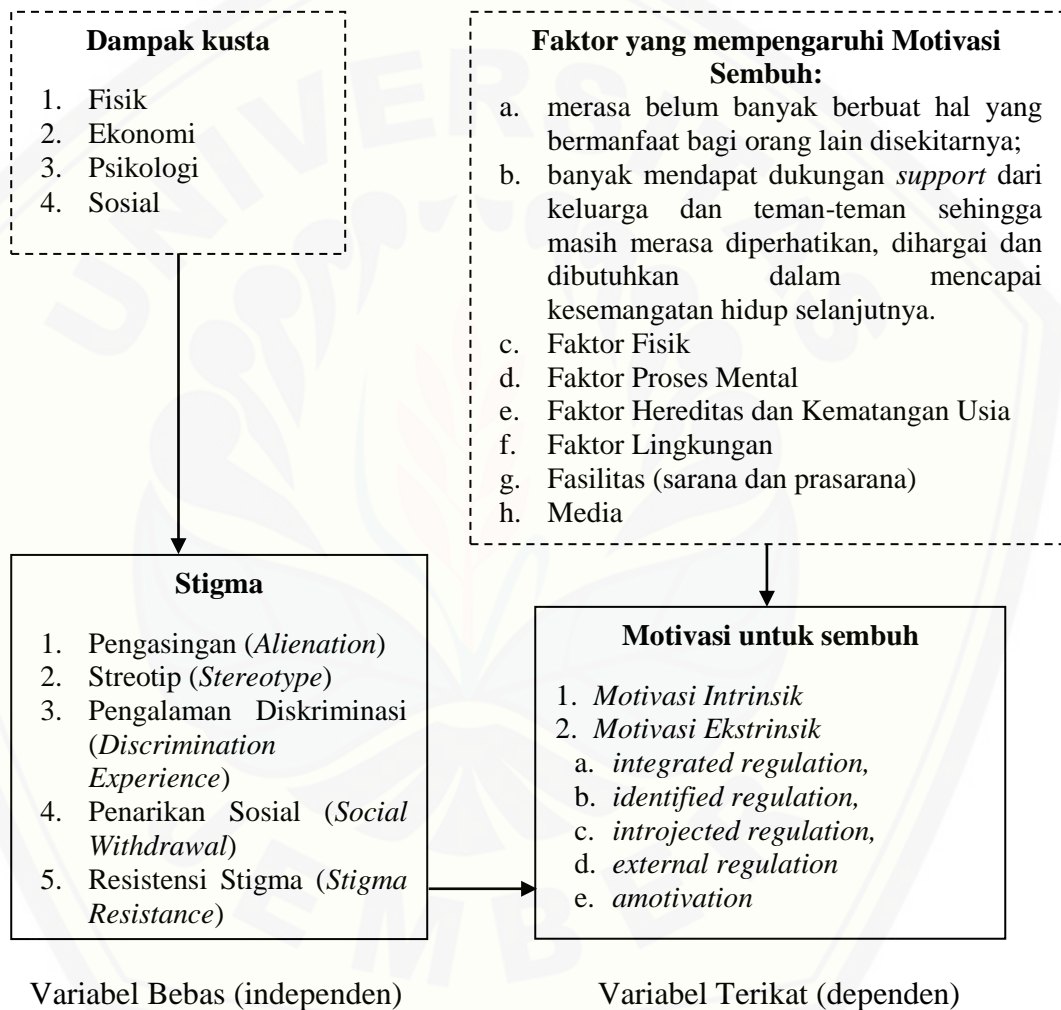 Dampak kusta
1. Fisik
2. Ekonomi
3. Psikologi
4. Sosial
Faktor yang mempengaruhi Motivasi
Sembuh:
a. merasa belum banyak berbuat hal yang
bermanfaat bagi orang lain disekitarnya;
b. banyak mendapat dukungan support dari
keluarga dan teman-teman sehingga
masih merasa diperhatikan, dihargai dan
dibutuhkan dalam mencapai
kesemangatan hidup selanjutnya.
c. Faktor Fisik
d. Faktor Proses Mental
e. Faktor Hereditas dan Kematangan Usia
f. Faktor Lingkungan
g. Fasilitas (sarana dan prasarana)
h. Media
Stigma
1. Pengasingan (Alienation)
2. Streotip (Stereotype)
3. Pengalaman Diskriminasi
(Discrimination
Experience)
4. Penarikan Sosial (Social
Withdrawal)
5. Resistensi Stigma (Stigma
Resistance)
Motivasi untuk sembuh
1. Motivasi Intrinsik
2. Motivasi Ekstrinsik
a. integrated regulation,
b. identified regulation,
c. introjected regulation,
d. external regulation
e. amotivation
Variabel Bebas (independen)
Variabel Terikat (dependen)
UNIVERSITAS